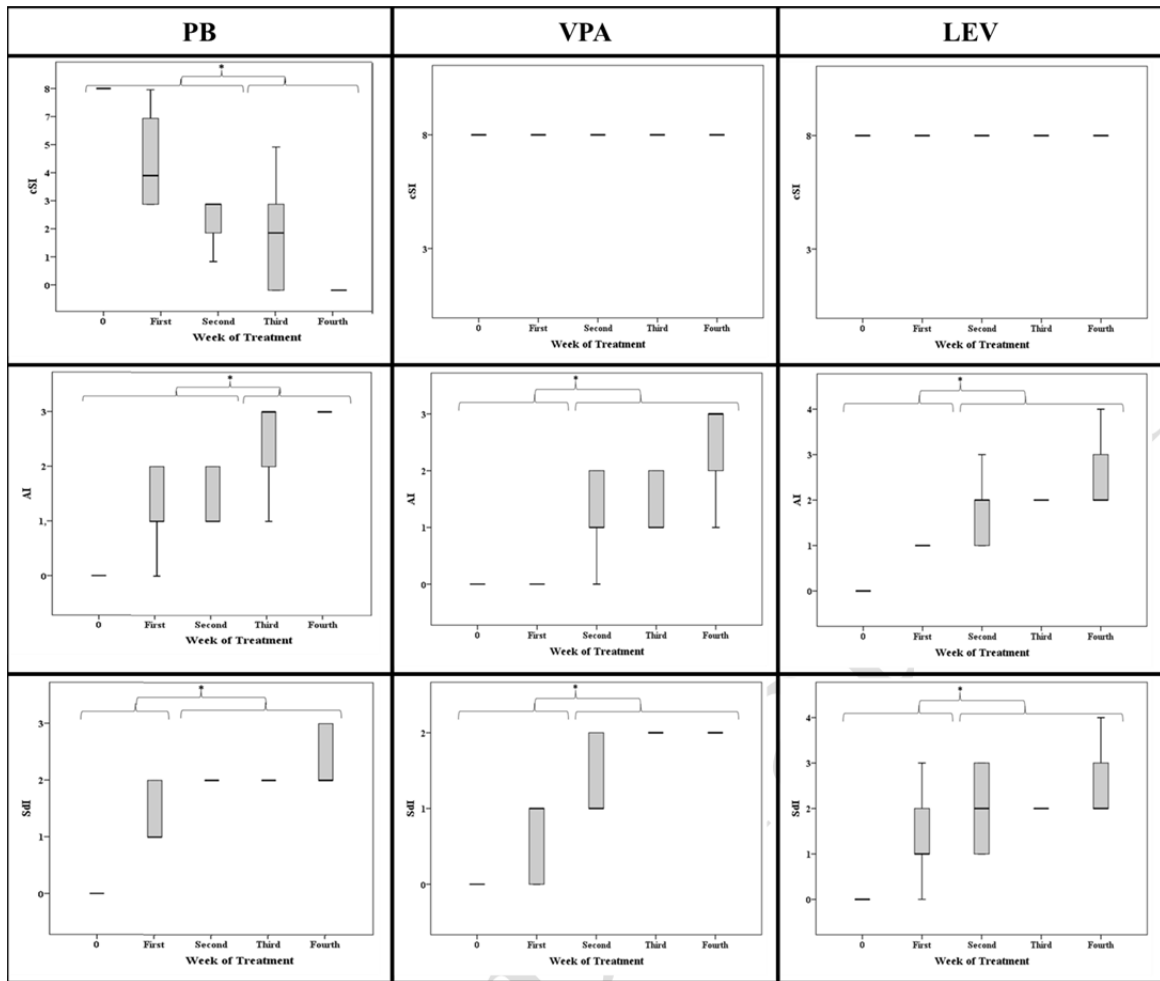 PB
VPA
LEV
*
8
7
5
4
3
2
1
0
cSI
0 First Second Third Fourth
Week of Treatment
8
3
cSI
0 First Second Third Fourth
Week of Treatment
8
3
cSI
0 First Second Third Fourth
Week of Treatment
*
3
2
1,
0
AI
0 First Second Third Fourth
Week of Treatment
*
3
2
1
0
AI
0 First Second Third Fourth
Week of Treatment
*
4
3
2
1
0
AI
0 First Second Third Fourth
Week of Treatment
*
3
2
1
0
SdI
0 First Second Third Fourth
Week of Treatment
*
2
1
0
SdI
0 First Second Third Fourth
Week of Treatment
*
4
3
2
1
0
SdI
0 First Second Third Fourth
Week of Treatment